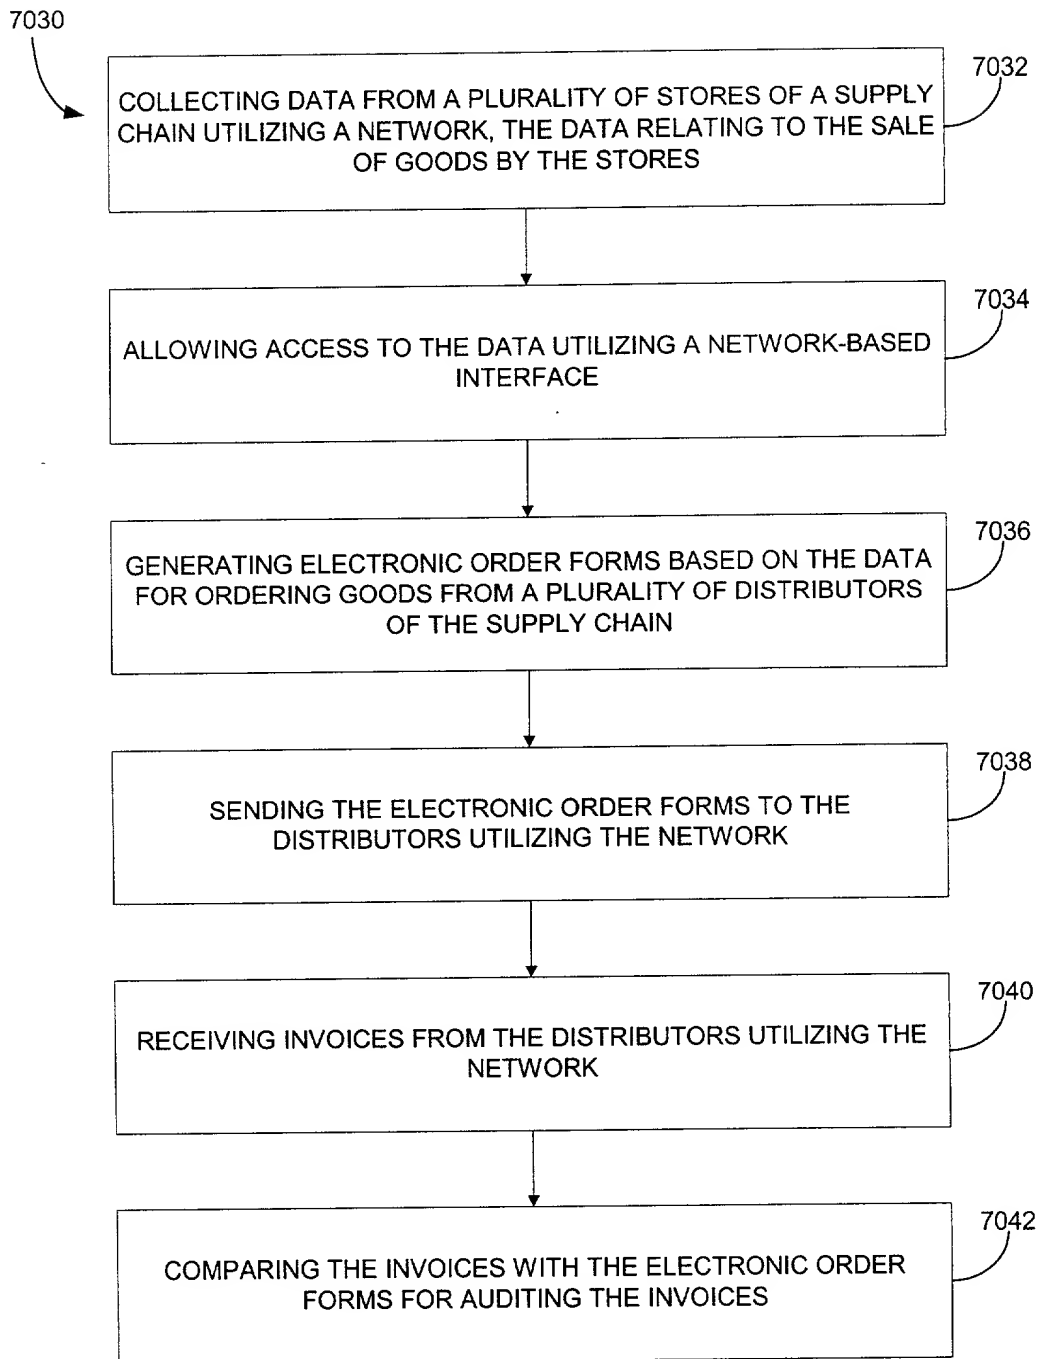 7030
7032
COLLECTING DATA FROM A PLURALITY OF STORES OF A SUPPLY
CHAIN UTILIZING A NETWORK, THE DATA RELATING TO THE SALE
OF GOODS BY THE STORES
7034
ALLOWING ACCESS TO THE DATA UTILIZING A NETWORK-BASED
INTERFACE
7036
GENERATING ELECTRONIC ORDER FORMS BASED ON THE DATA
FOR ORDERING GOODS FROM A PLURALITY OF DISTRIBUTORS
OF THE SUPPLY CHAIN
7038
SENDING THE ELECTRONIC ORDER FORMS TO THE
DISTRIBUTORS UTILIZING THE NETWORK
7040
RECEIVING INVOICES FROM THE DISTRIBUTORS UTILIZING THE
NETWORK
7042
COMPARING THE INVOICES WITH THE ELECTRONIC ORDER
FORMS FOR AUDITING THE INVOICES